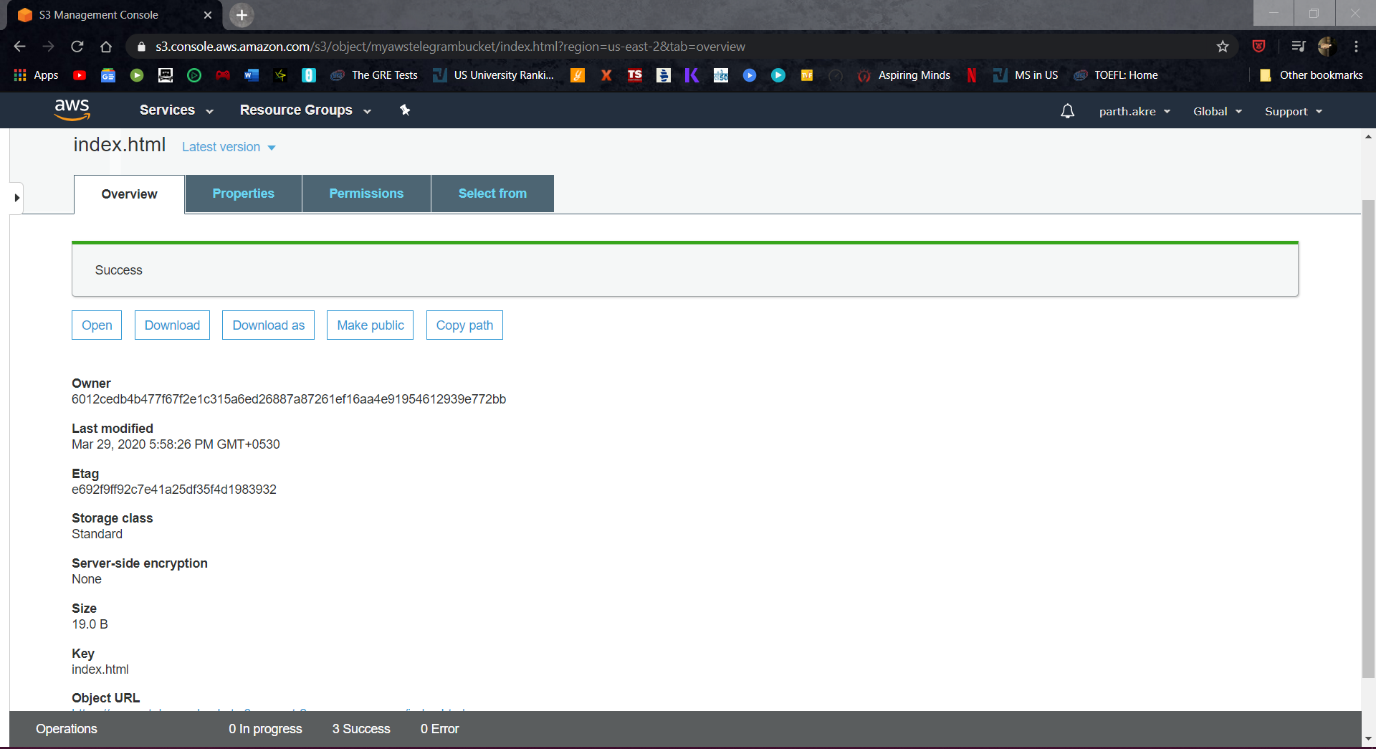 S3 Management Console
s3.console.aws.amazon.com/s3/object/myawstelegrambucket/index.html?region=us-east-2&tab=overview
Apps
The GRE Tests
US University Ranki...
TS
Aspiring Minds
MS in US
TOEFL: Home
Other bookmarks
aws
Services
Resource Groups
parth.akre
Global
Support
index.html
Latest version
Overview
Properties
Permissions
Select from
Success
Open
Download
Download as
Make public
Copy path
Owner
6012cedb4b477f67f2e1c315a6ed26887a87261ef16aa4e91954612939e772bb
Last modified
Mar 29, 2020 5:58:26 PM GMT+0530
Etag
e692f9ff92c7e41a25df35f4d1983932
Storage class
Standard
Server-side encryption
None
Size
19.0 B
Key
index.html
Object URL
Operations
0 In progress
3 Success
0 Error